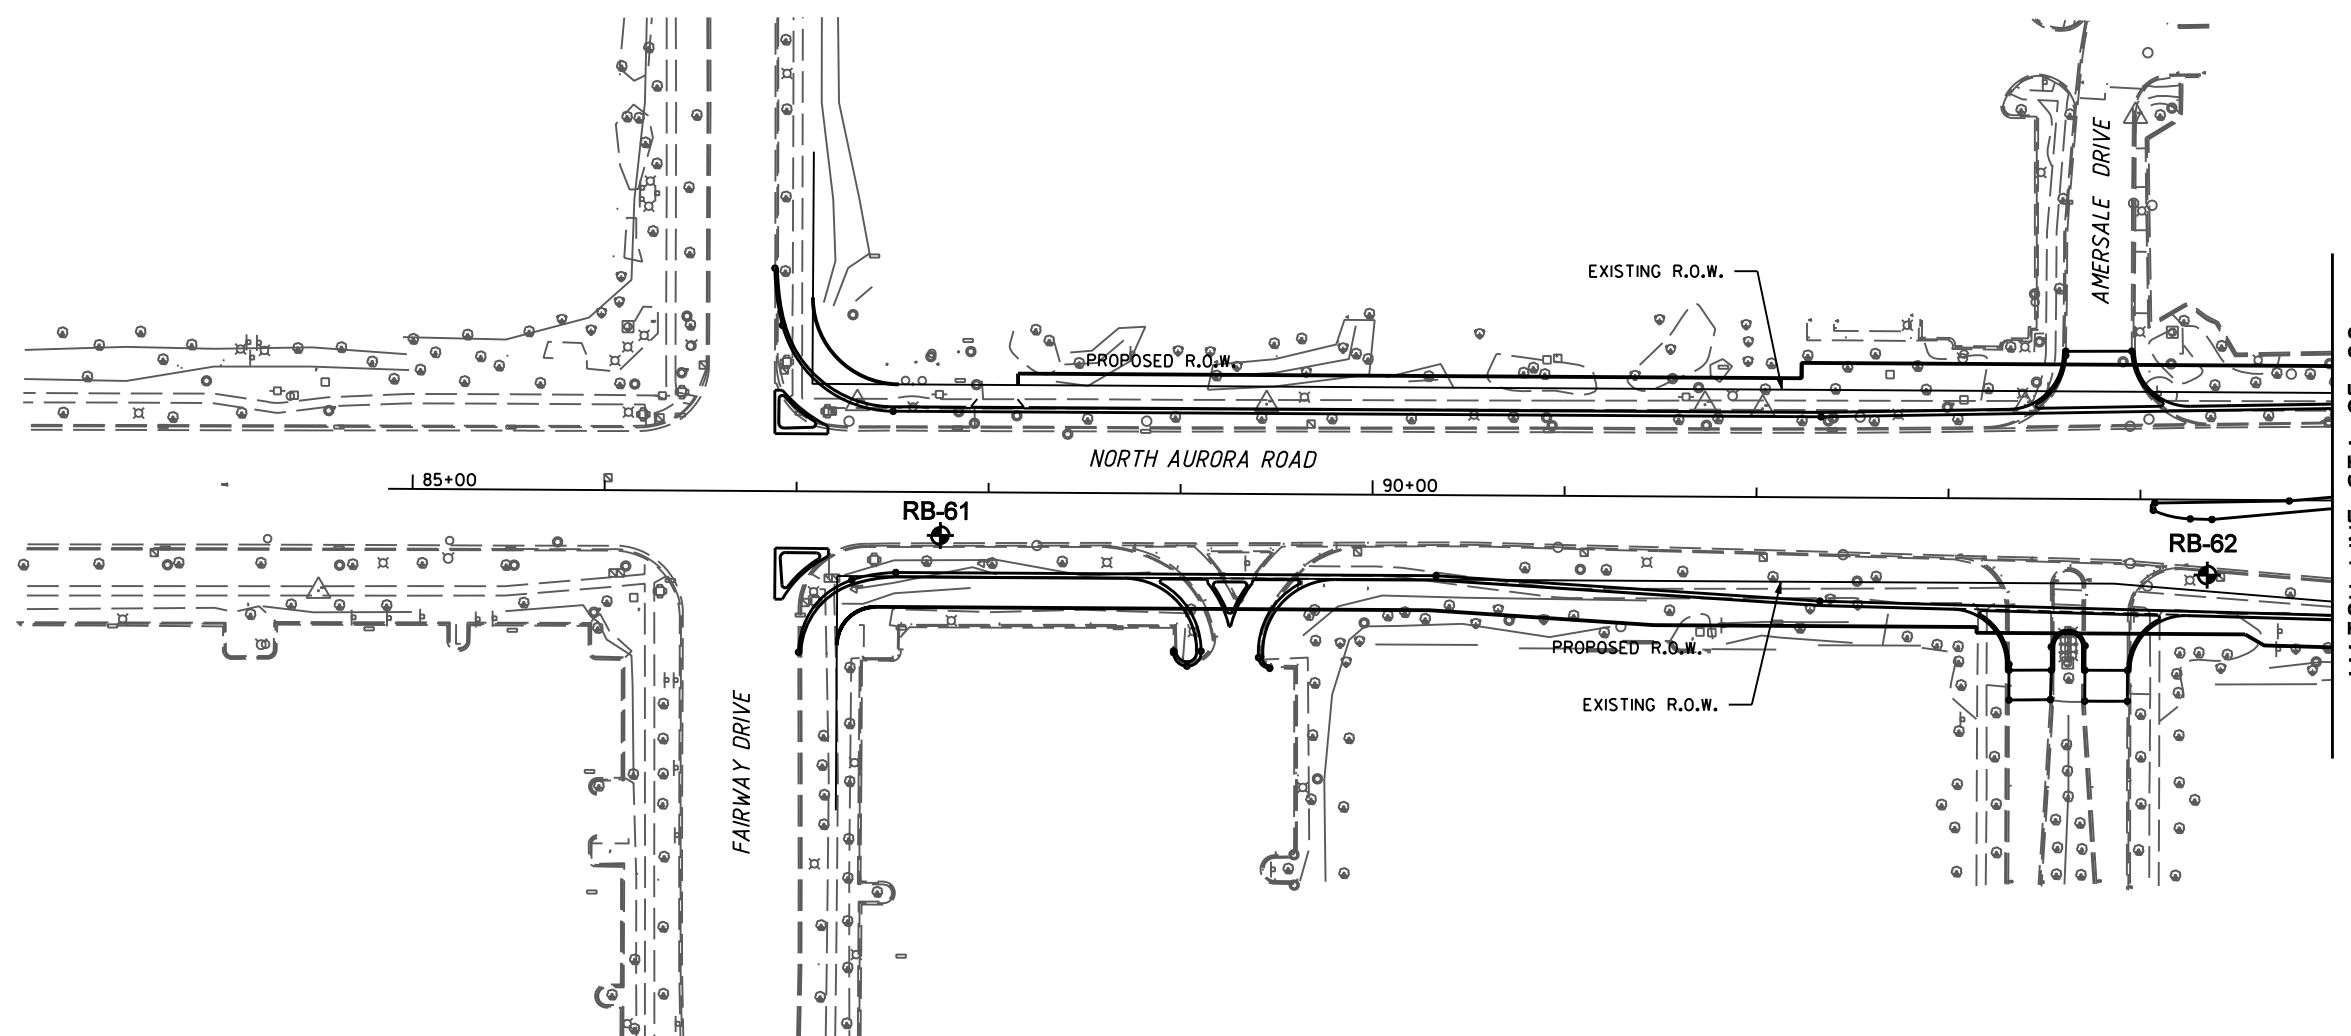 AMERSALE DRIVE
EXISTING R.O.W.
PROPOSED R.O.W.
NORTH AURORA ROAD
85+00
90+00
RB-61
RB-62
PROPOSED R.O.W.
EXISTING R.O.W.
FAIRWAY DRIVE